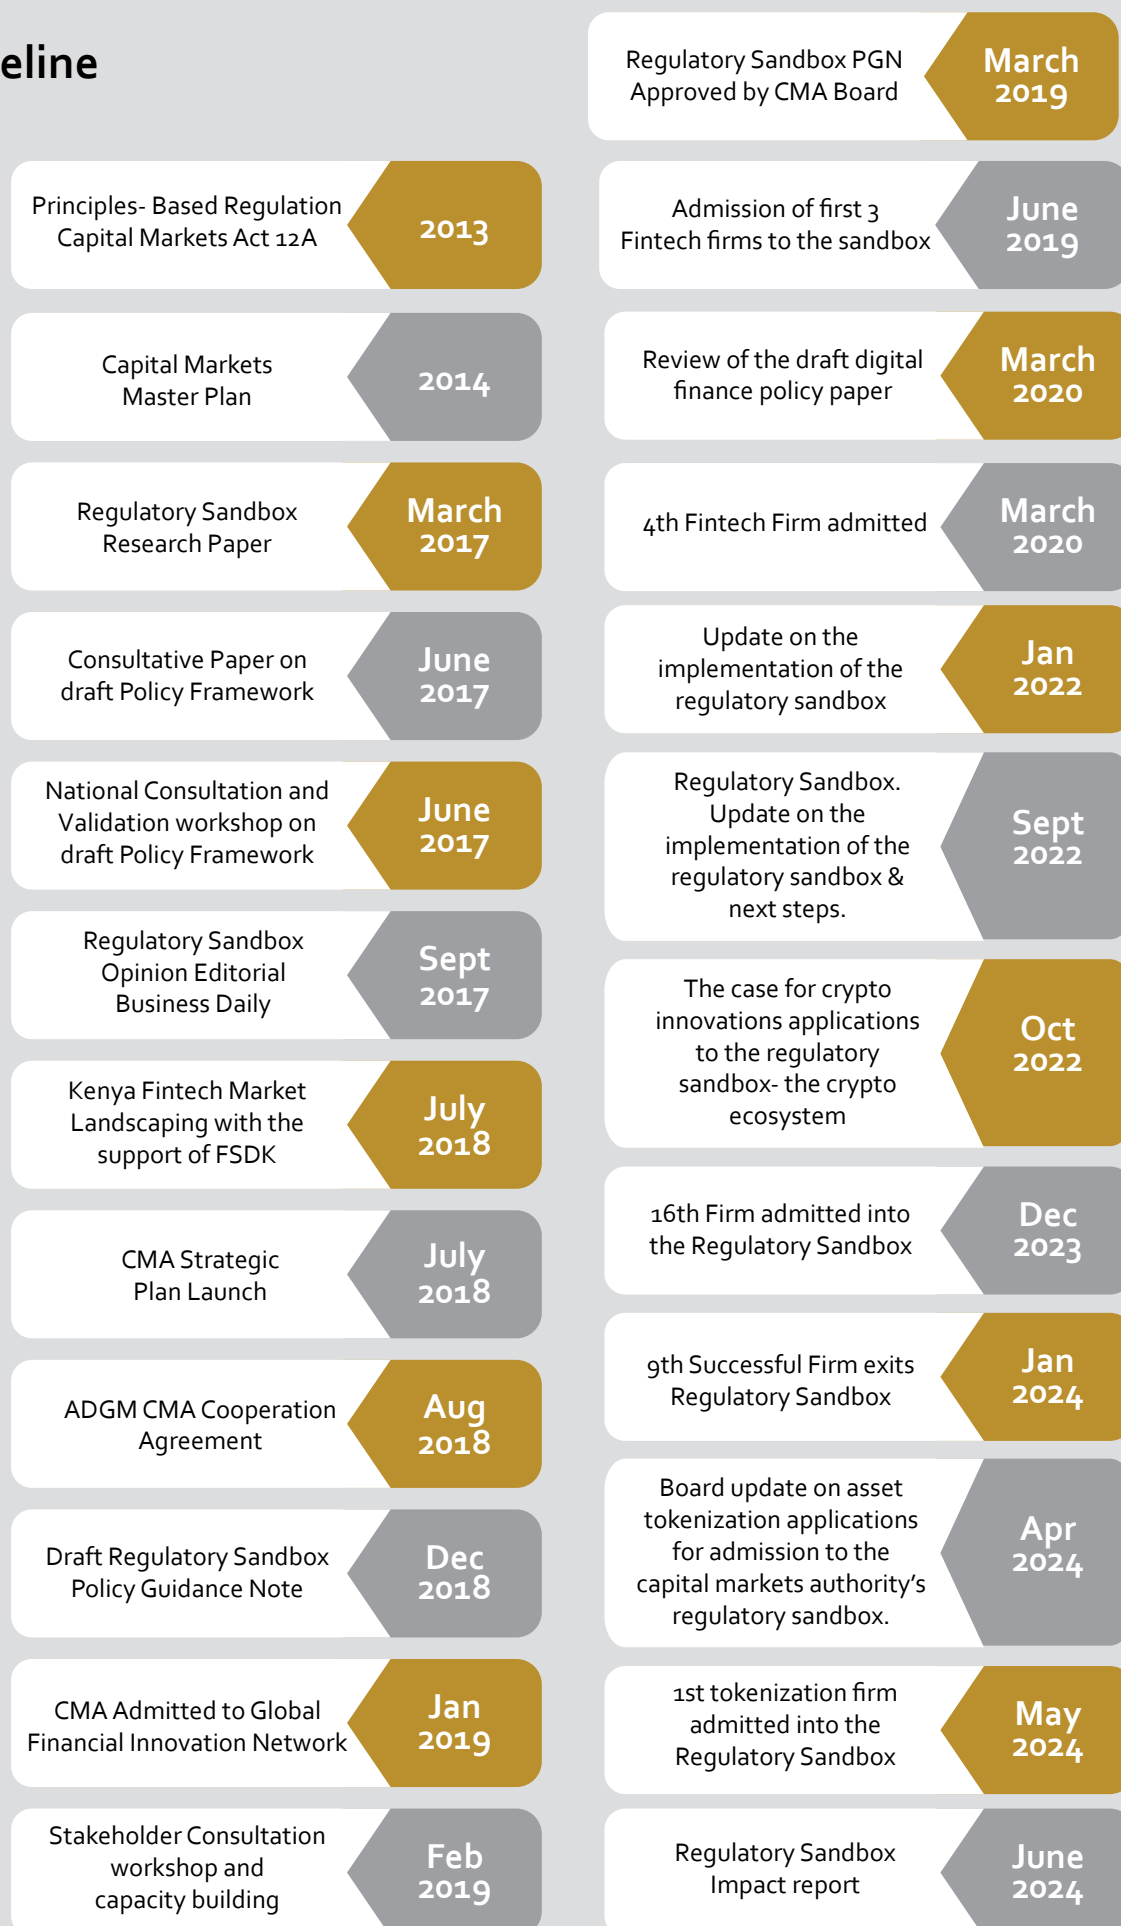 eline
Principles- Based Regulation
Capital Markets Act 12A
2013
Capital Markets
Master Plan
2014
Regulatory Sandbox
Research Paper
March
2017
Consultative Paper on
draft Policy Framework
June
2017
National Consultation and
Validation workshop on
draft Policy Framework
June
2017
Regulatory Sandbox
Opinion Editorial
Business Daily
Sept
2017
Kenya Fintech Market
Landscaping with the
support of FSDK
July
2018
CMA Strategic
Plan Launch
July
2018
ADGM CMA Cooperation
Agreement
Aug
2018
Draft Regulatory Sandbox
Policy Guidance Note
Dec
2018
CMA Admitted to Global
Financial Innovation Network
Jan
2019
Stakeholder Consultation
workshop and
capacity building
Feb
2019
Regulatory Sandbox PGN
Approved by CMA Board
March
2019
Admission of first 3
Fintech firms to the sandbox
June
2019
Review of the draft digital
finance policy paper
March
2020
4th Fintech Firm admitted
March
2020
Update on the
implementation of the
regulatory sandbox
Jan
2022
Regulatory Sandbox.
Update on the
implementation of the
regulatory sandbox &
next steps.
Sept
2022
The case for crypto
innovations applications
to the regulatory
sandbox- the crypto
ecosystem
Oct
2022
16th Firm admitted into
the Regulatory Sandbox
Dec
2023
9th Successful Firm exits
Regulatory Sandbox
Jan
2024
Board update on asset
tokenization applications
for admission to the
capital markets authority's
regulatory sandbox.
Apr
2024
1st tokenization firm
admitted into the
Regulatory Sandbox
May
2024
Regulatory Sandbox
Impact report
June
2024